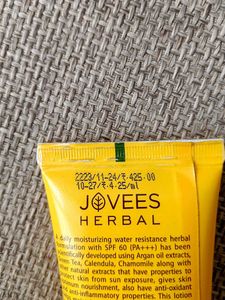 2223/11-24/₹.425.00
10-27/₹.4.25/ml
JOVEES
HERBAL
A daily moisturizing water resistance herbal
formulation with SPF 60 (PA+++) has been
scientifically developed using Argan oil extracts,
Green Tea, Calendula, Chamomile along with
other natural extracts that have properties to
protect skin from sun exposure, gives skin
optimum nourishment, also have anti-oxidant
and anti-inflammatory properties. This lotion